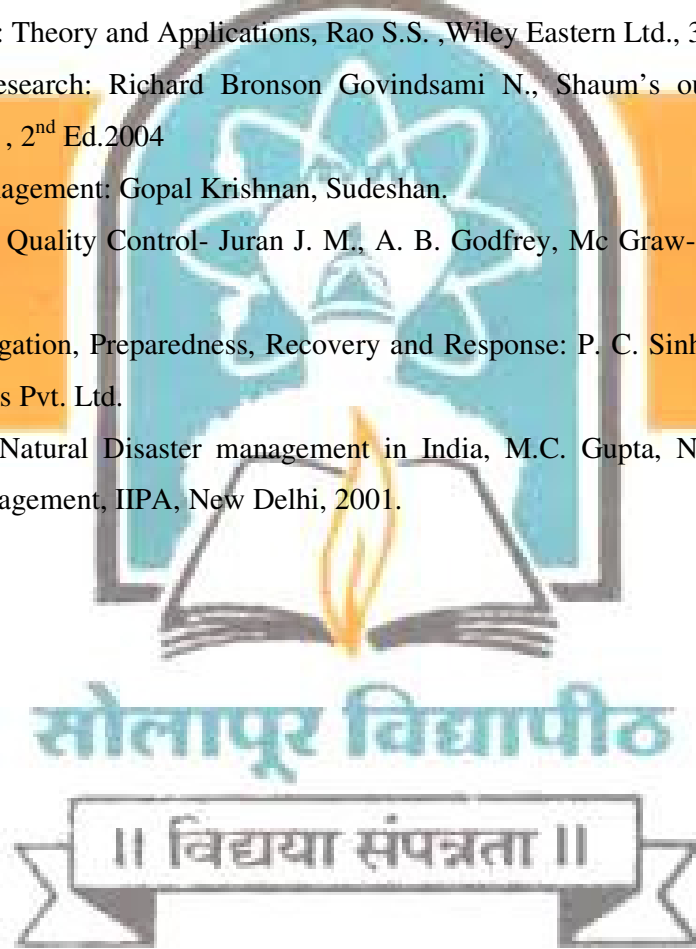 : Theory and Applications, Rao S.S. ,Wiley Eastern Ltd., 3
esearch: Richard Bronson Govindsami N., Shaum's ou
, 2nd Ed.2004
agement: Gopal Krishnan, Sudeshan.
Quality Control- Juran J. M., A. B. Godfrey, Mc Graw-
gation, Preparedness, Recovery and Response: P. C. Sinh
s Pvt. Ltd.
Natural Disaster management in India, M.C. Gupta, N
agement, IIPA, New Delhi, 2001.
सोलापूर विद्यापीठ
।। विद्यया संपन्नता ।।